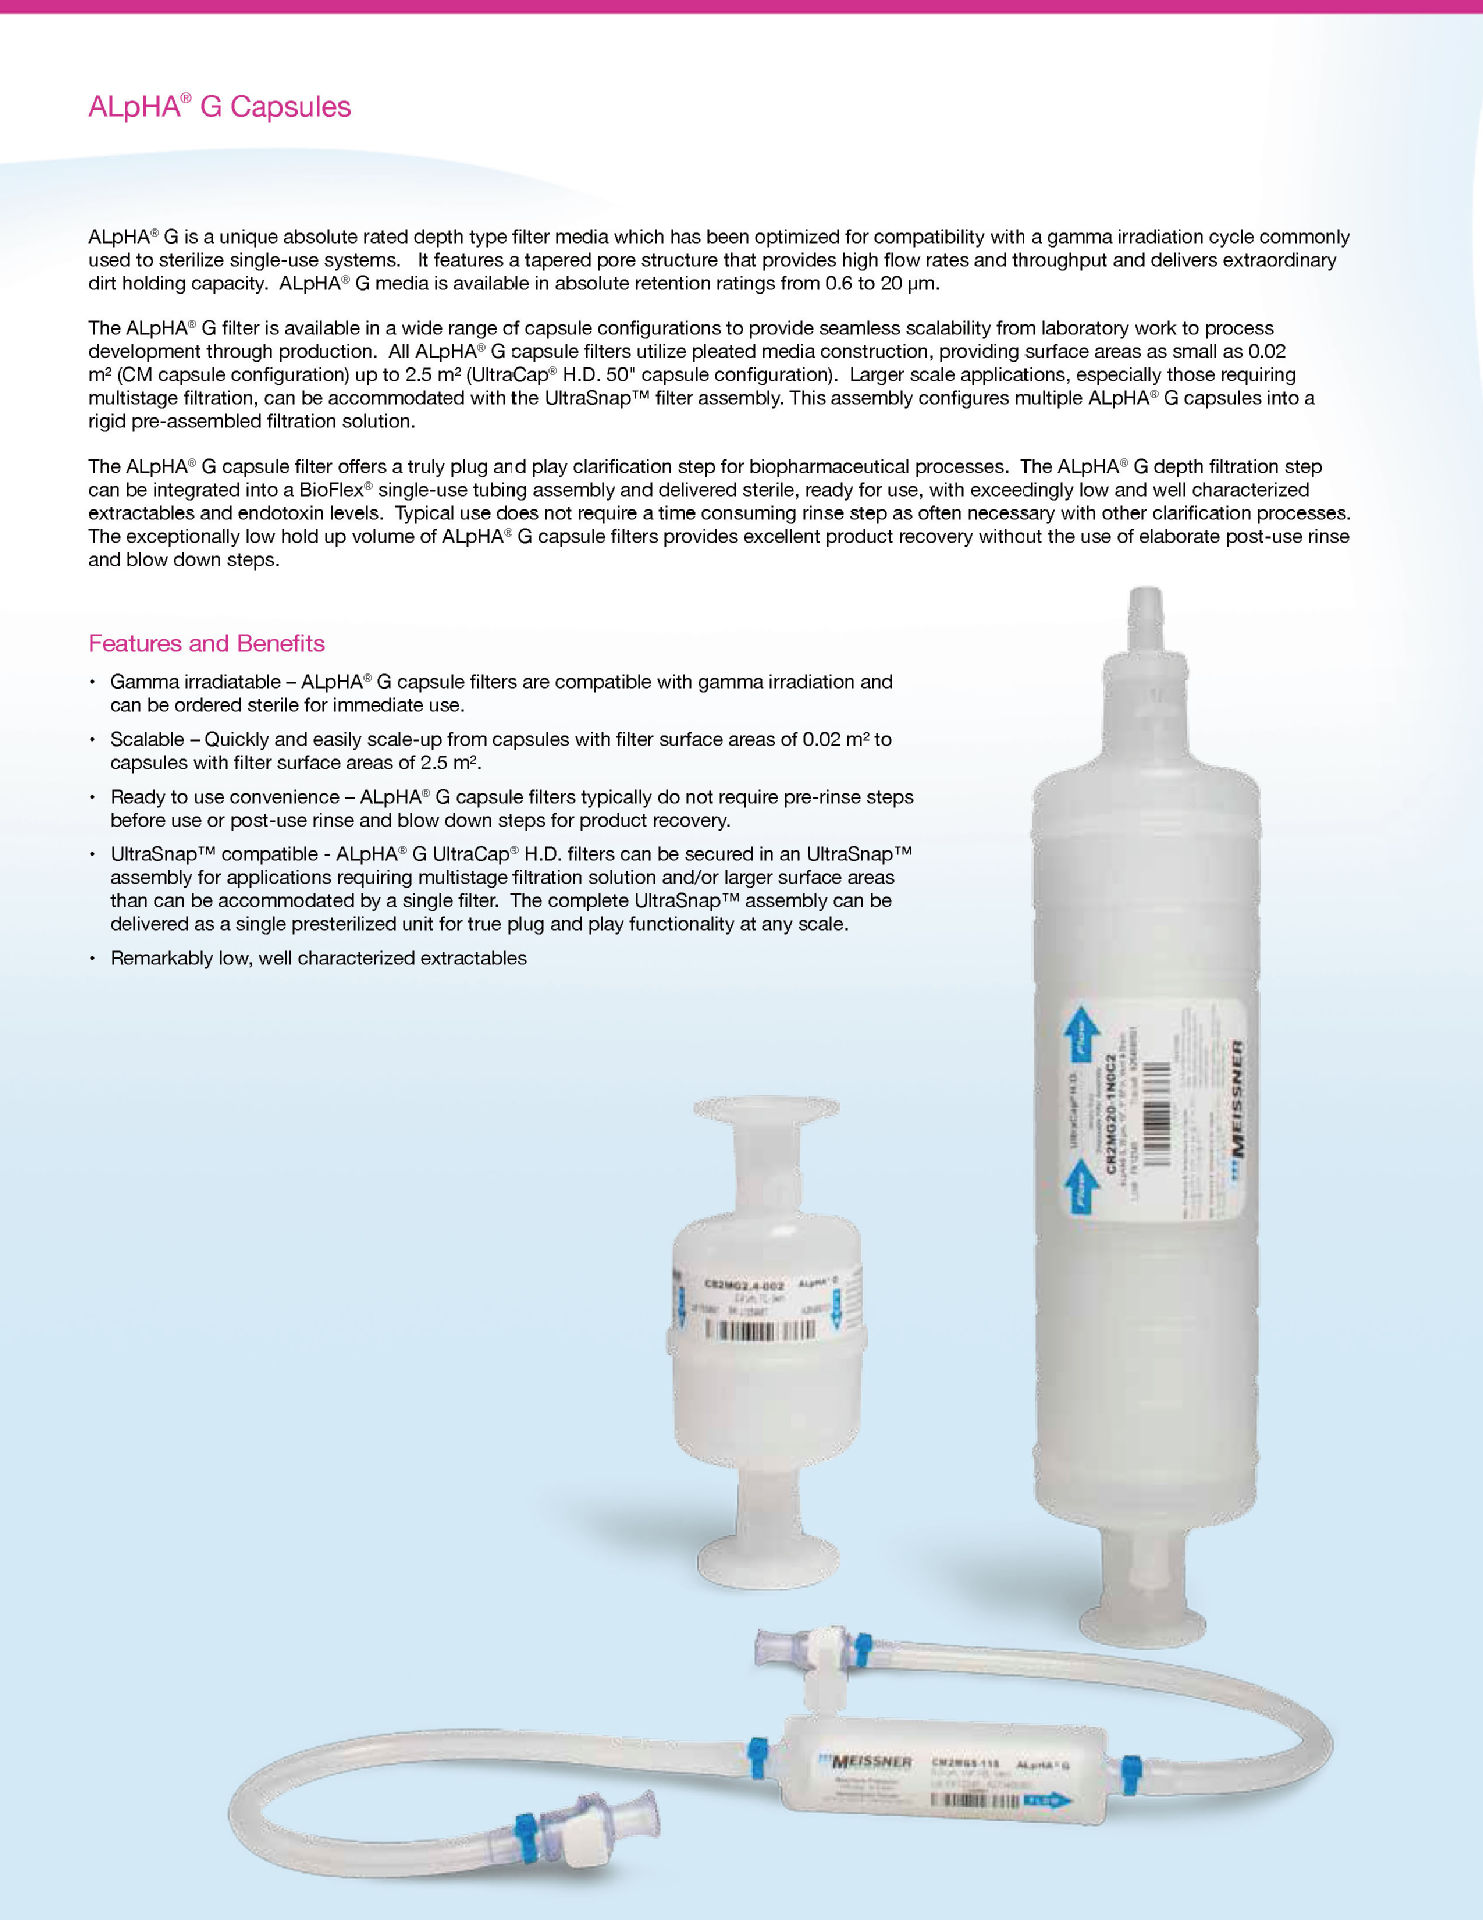 ALpHA® G Capsules
ALpHA® G is a unique absolute rated depth type filter media which has been optimized for compatibility with a gamma irradiation cycle commonly
used to sterilize single-use systems.   It features a tapered pore structure that provides high flow rates and throughput and delivers extraordinary
dirt holding capacity.  ALpHA® G media is available in absolute retention ratings from 0.6 to 20 µm.
The ALpHA® G filter is available in a wide range of capsule configurations to provide seamless scalability from laboratory work to process
development through production.  All ALpHA® G capsule filters utilize pleated media construction, providing surface areas as small as 0.02
m² (CM capsule configuration) up to 2.5 m² (UltraCap® H.D. 50" capsule configuration).  Larger scale applications, especially those requiring
multistage filtration, can be accommodated with the UltraSnap™ filter assembly. This assembly configures multiple ALpHA® G capsules into a
rigid pre-assembled filtration solution.
The ALpHA® G capsule filter offers a truly plug and play clarification step for biopharmaceutical processes.  The ALpHA® G depth filtration step
can be integrated into a BioFlex® single-use tubing assembly and delivered sterile, ready for use, with exceedingly low and well characterized
extractables and endotoxin levels.  Typical use does not require a time consuming rinse step as often necessary with other clarification processes.
The exceptionally low hold up volume of ALpHA® G capsule filters provides excellent product recovery without the use of elaborate post-use rinse
and blow down steps.
Features and Benefits
• Gamma irradiatable – ALpHA® G capsule filters are compatible with gamma irradiation and
can be ordered sterile for immediate use.
• Scalable – Quickly and easily scale-up from capsules with filter surface areas of 0.02 m² to
capsules with filter surface areas of 2.5 m².
• Ready to use convenience – ALpHA® G capsule filters typically do not require pre-rinse steps
before use or post-use rinse and blow down steps for product recovery.
• UltraSnap™ compatible - ALpHA® G UltraCap® H.D. filters can be secured in an UltraSnap™
assembly for applications requiring multistage filtration solution and/or larger surface areas
than can be accommodated by a single filter.  The complete UltraSnap™ assembly can be
delivered as a single presterilized unit for true plug and play functionality at any scale.
• Remarkably low, well characterized extractables
Flow
Flow
UltraCap® H.D.
CR2MG20-1N0C2
MEISSNER
CB2MG2.4-002 ALpHA® G
MEISSNER
ALpHA® G
FLOW